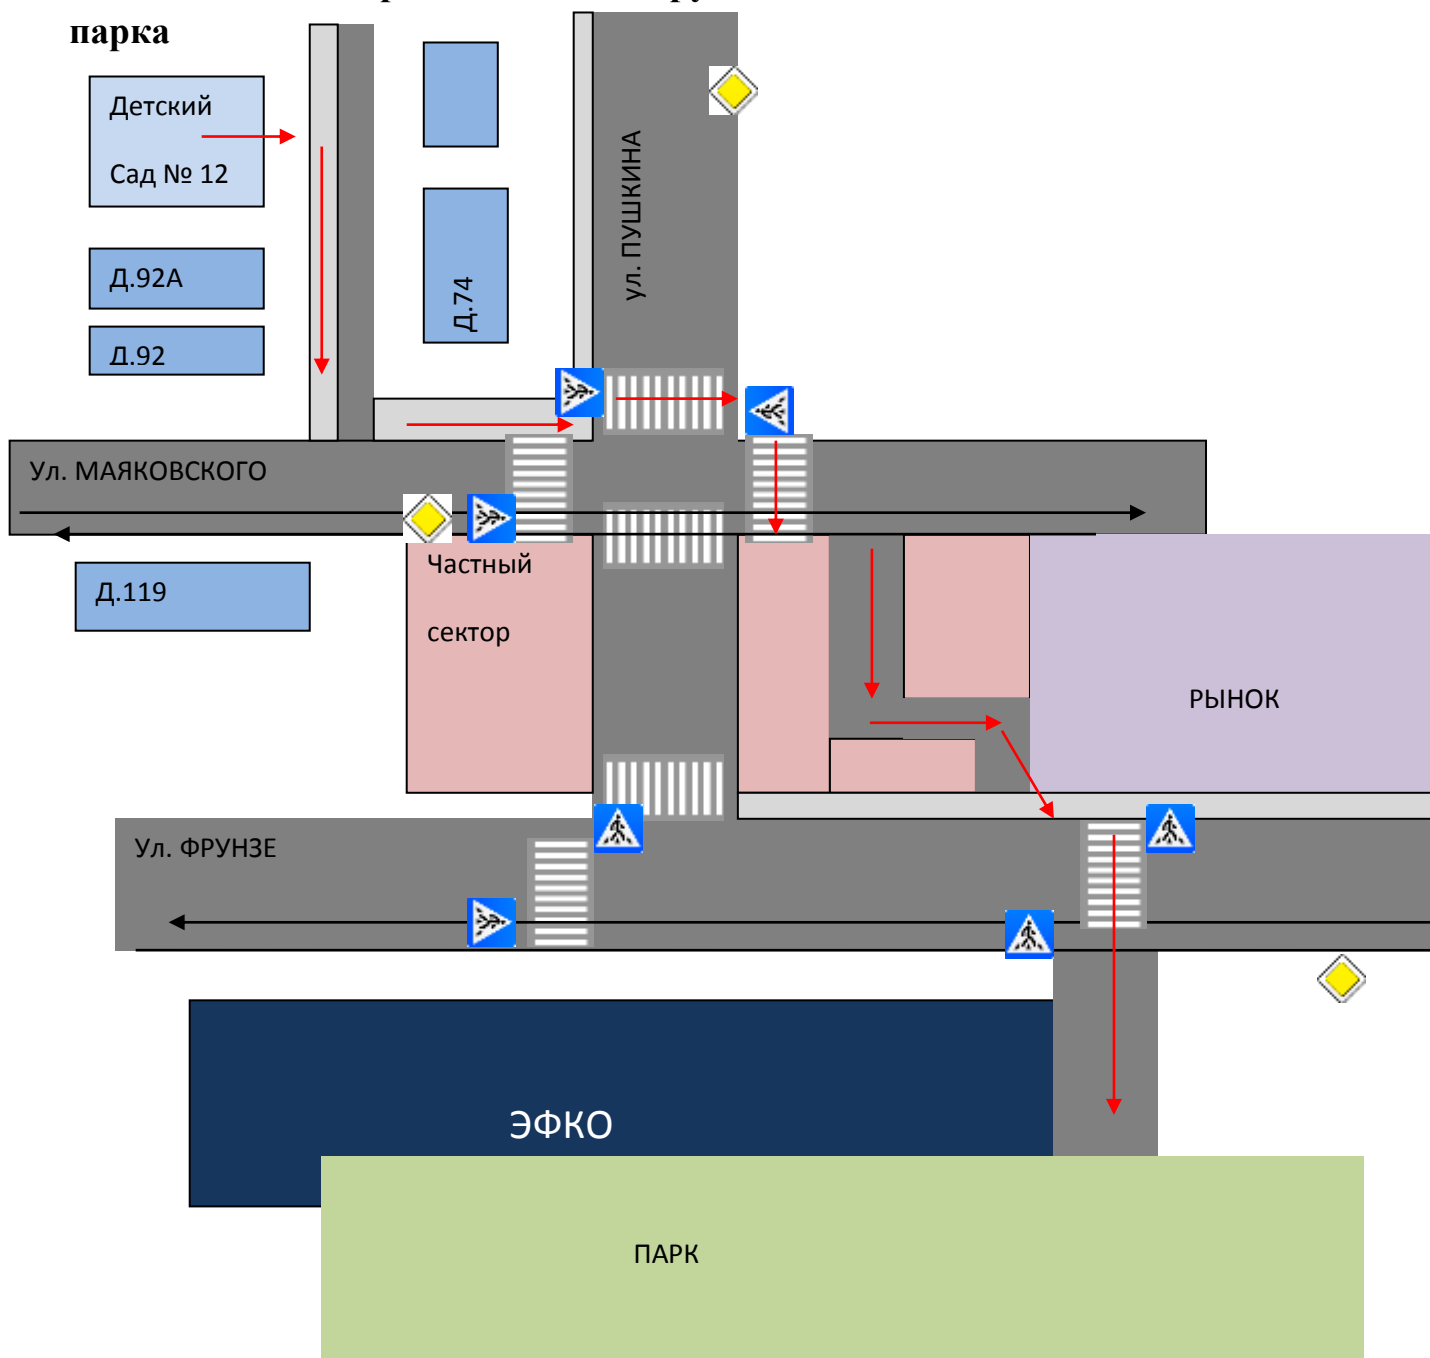 парка
Детский
Сад № 12
Д.92А
Д.92
Д.74
ул. ПУШКИНА
Ул. МАЯКОВСКОГО
Д.119
Частный
сектор
РЫНОК
Ул. ФРУНЗЕ
ЭФКО
ПАРК